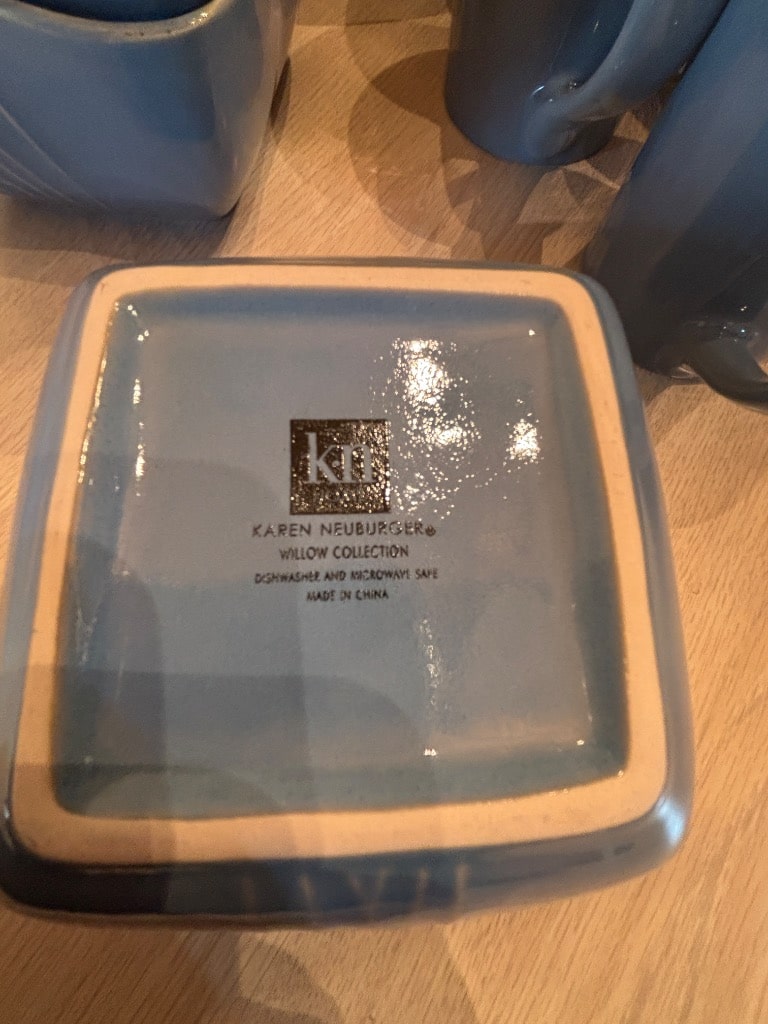 kn
KAREN NEUBURGER®
WILLOW COLLECTION
DISHWASHER AND MICROWAVE SAFE
MADE IN CHINA